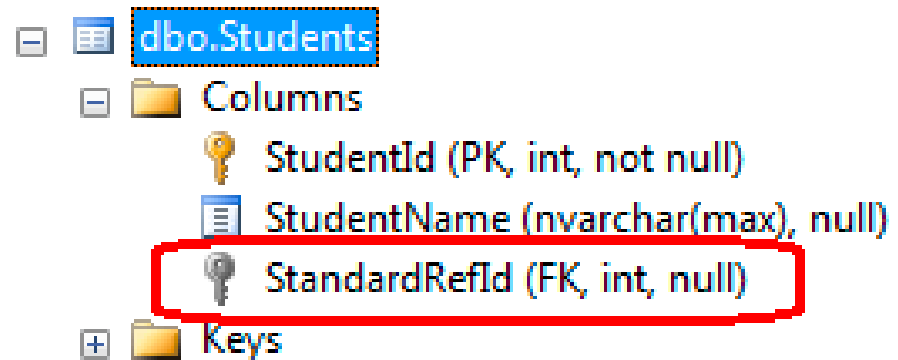 dbo.Students
Columns
StudentId (PK, int, not null)
StudentName (nvarchar(max), null)
StandardRefId (FK, int, null)
Keys